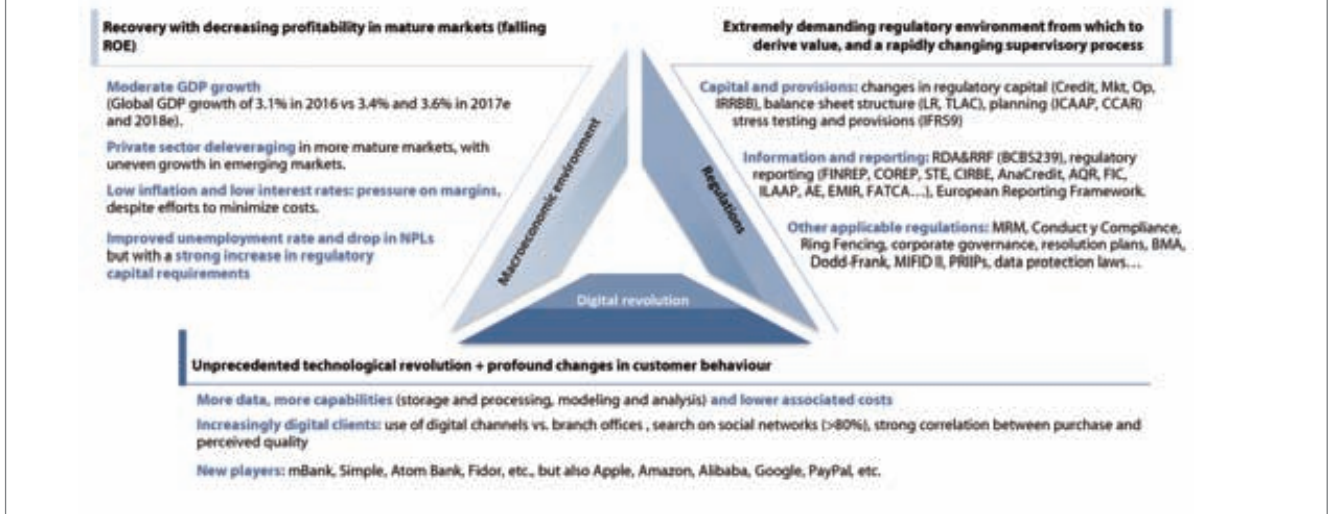 Recovery with decreasing profitability in mature markets (falling
ROE)
Moderate GDP growth
(Global GDP growth of 3.1% in 2016 vs 3.4% and 3.6% in 2017e
and 2018e).
Private sector deleveraging in more mature markets, with
uneven growth in emerging markets.
Low inflation and low interest rates: pressure on margins,
despite efforts to minimize costs.
Improved unemployment rate and drop in NPLs
but with a strong increase in regulatory
capital requirements
Macroeconomic environment
Extremely demanding regulatory environment from which to
derive value, and a rapidly changing supervisory process
Capital and provisions: changes in regulatory capital (Credit, Mkt, Op,
IRRBB), balance sheet structure (LR, TLAC), planning (ICAAP, CCAR)
stress testing and provisions (IFRS9)
Information and reporting: RDA&RRF (BCBS239), regulatory
reporting (FINREP, COREP, STE, CIRBE, AnaCredit, AQR, FIC,
ILAAP, AE, EMIR, FATCA…), European Reporting Framework.
Other applicable regulations: MRM, Conduct y Compliance,
Ring Fencing, corporate governance, resolution plans, BMA,
Dodd-Frank, MIFID II, PRIIPs, data protection laws…
Regulations
Digital revolution
Unprecedented technological revolution + profound changes in customer behaviour
More data, more capabilities (storage and processing, modeling and analysis) and lower associated costs
Increasingly digital clients: use of digital channels vs. branch offices , search on social networks (>80%), strong correlation between purchase and
perceived quality
New players: mBank, Simple, Atom Bank, Fidor, etc., but also Apple, Amazon, Alibaba, Google, PayPal, etc.